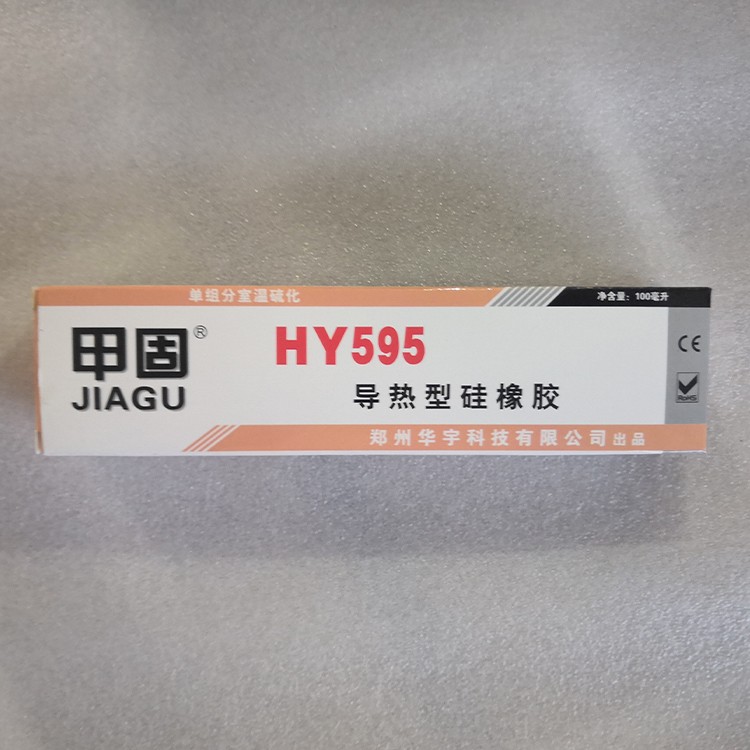 单组分室温硫化
净含量：100毫升
甲固®
JIAGU
HY595
导热型硅橡胶
CE
RoHS
郑州华宇科技有限公司出品